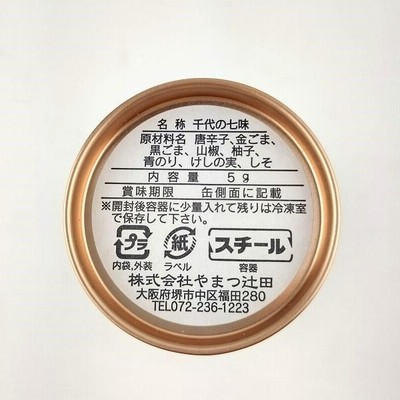 名 称 千代の七味
原材料名 唐辛子、金ごま、
黒ごま、山椒、柚子、
青のり、けしの実、しそ
内 容 量 5g
賞味期限 缶側面に記載
※開封後容器に少量入れて残りは冷凍室
で保存して下さい。
プラ 紙 スチール
内袋,外装 ラベル 容器
株式会社やまつ辻田
大阪府堺市中区福田280
TEL072-236-1223